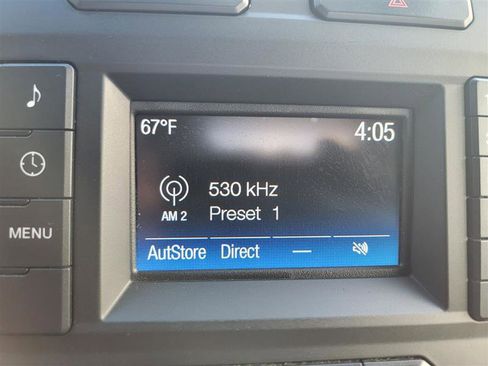 67°F 4:05
530 kHz
AM 2 Preset 1
AutStore Direct —
MENU